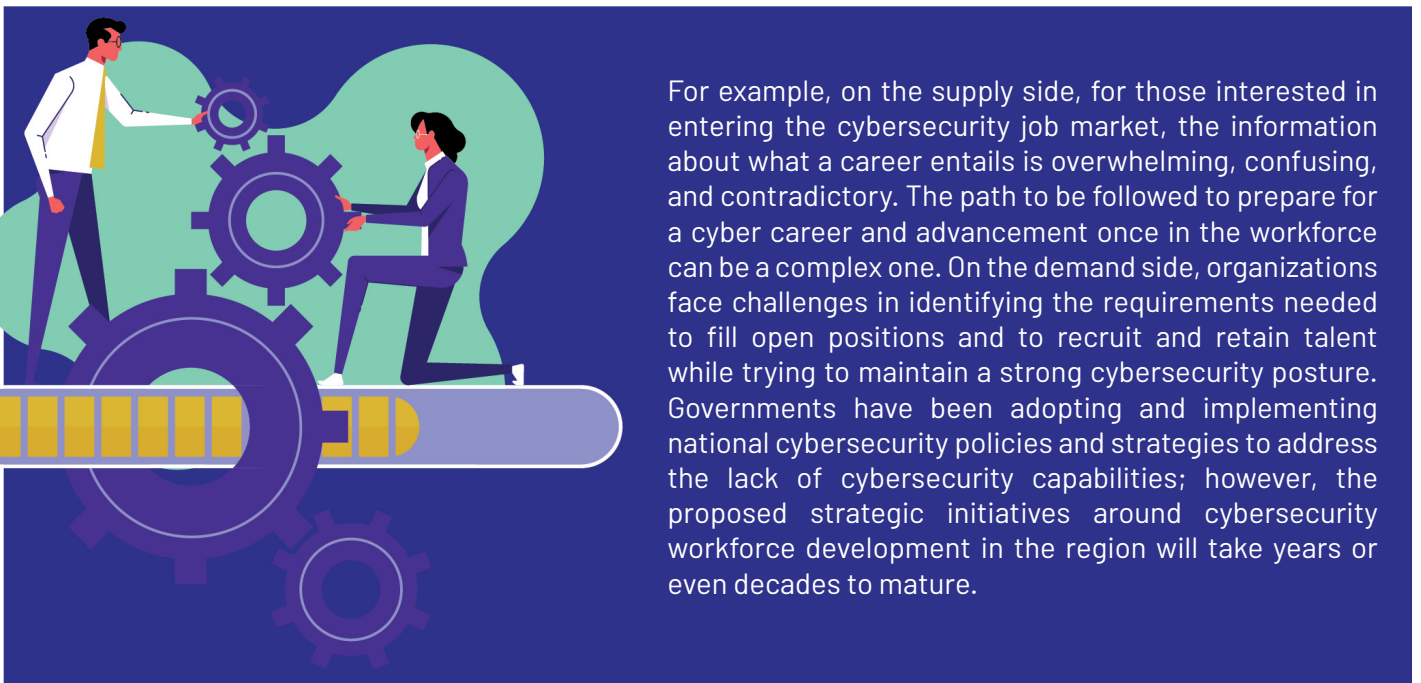 For example, on the supply side, for those interested in
entering the cybersecurity job market, the information
about what a career entails is overwhelming, confusing,
and contradictory. The path to be followed to prepare for
a cyber career and advancement once in the workforce
can be a complex one. On the demand side, organizations
face challenges in identifying the requirements needed
to fill open positions and to recruit and retain talent
while trying to maintain a strong cybersecurity posture.
Governments have been adopting and implementing
national cybersecurity policies and strategies to address
the lack of cybersecurity capabilities; however, the
proposed strategic initiatives around cybersecurity
workforce development in the region will take years or
even decades to mature.